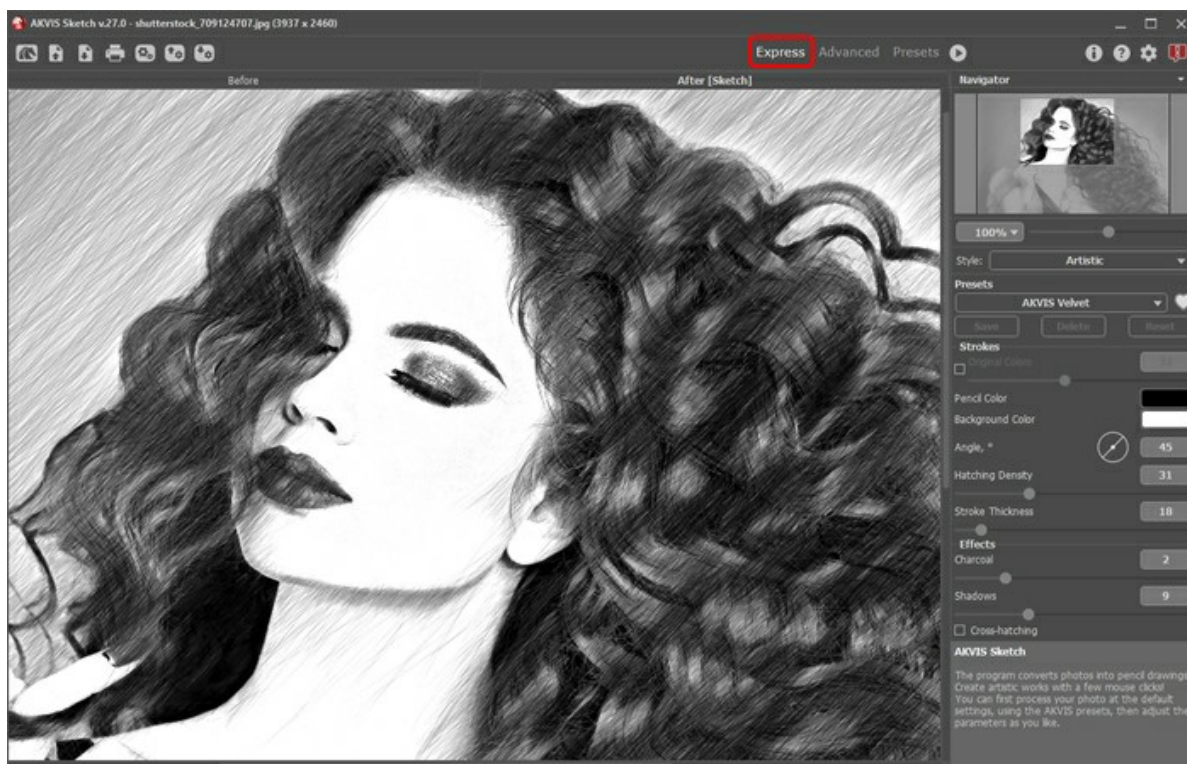 AKVIS Sketch v.27.0 - shutterstock_709124707.jpg (3937 x 2460)
Express Advanced Presets
Before After [Sketch] Navigator
100%
Style: Artistic
Presets
AKVIS Velvet
Save Delete Reset
Strokes
Original Colors
Pencil Color
Background Color
Angle, ° 45
Hatching Density 31
Stroke Thickness 18
Effects
Charcoal 2
Shadows 9
Cross-hatching
AKVIS Sketch
The program converts photos into pencil drawings
Create artistic works with a few mouse clicks!
You can first process your photo at the default
settings, using the AKVIS presets, then adjust the
parameters as you like.